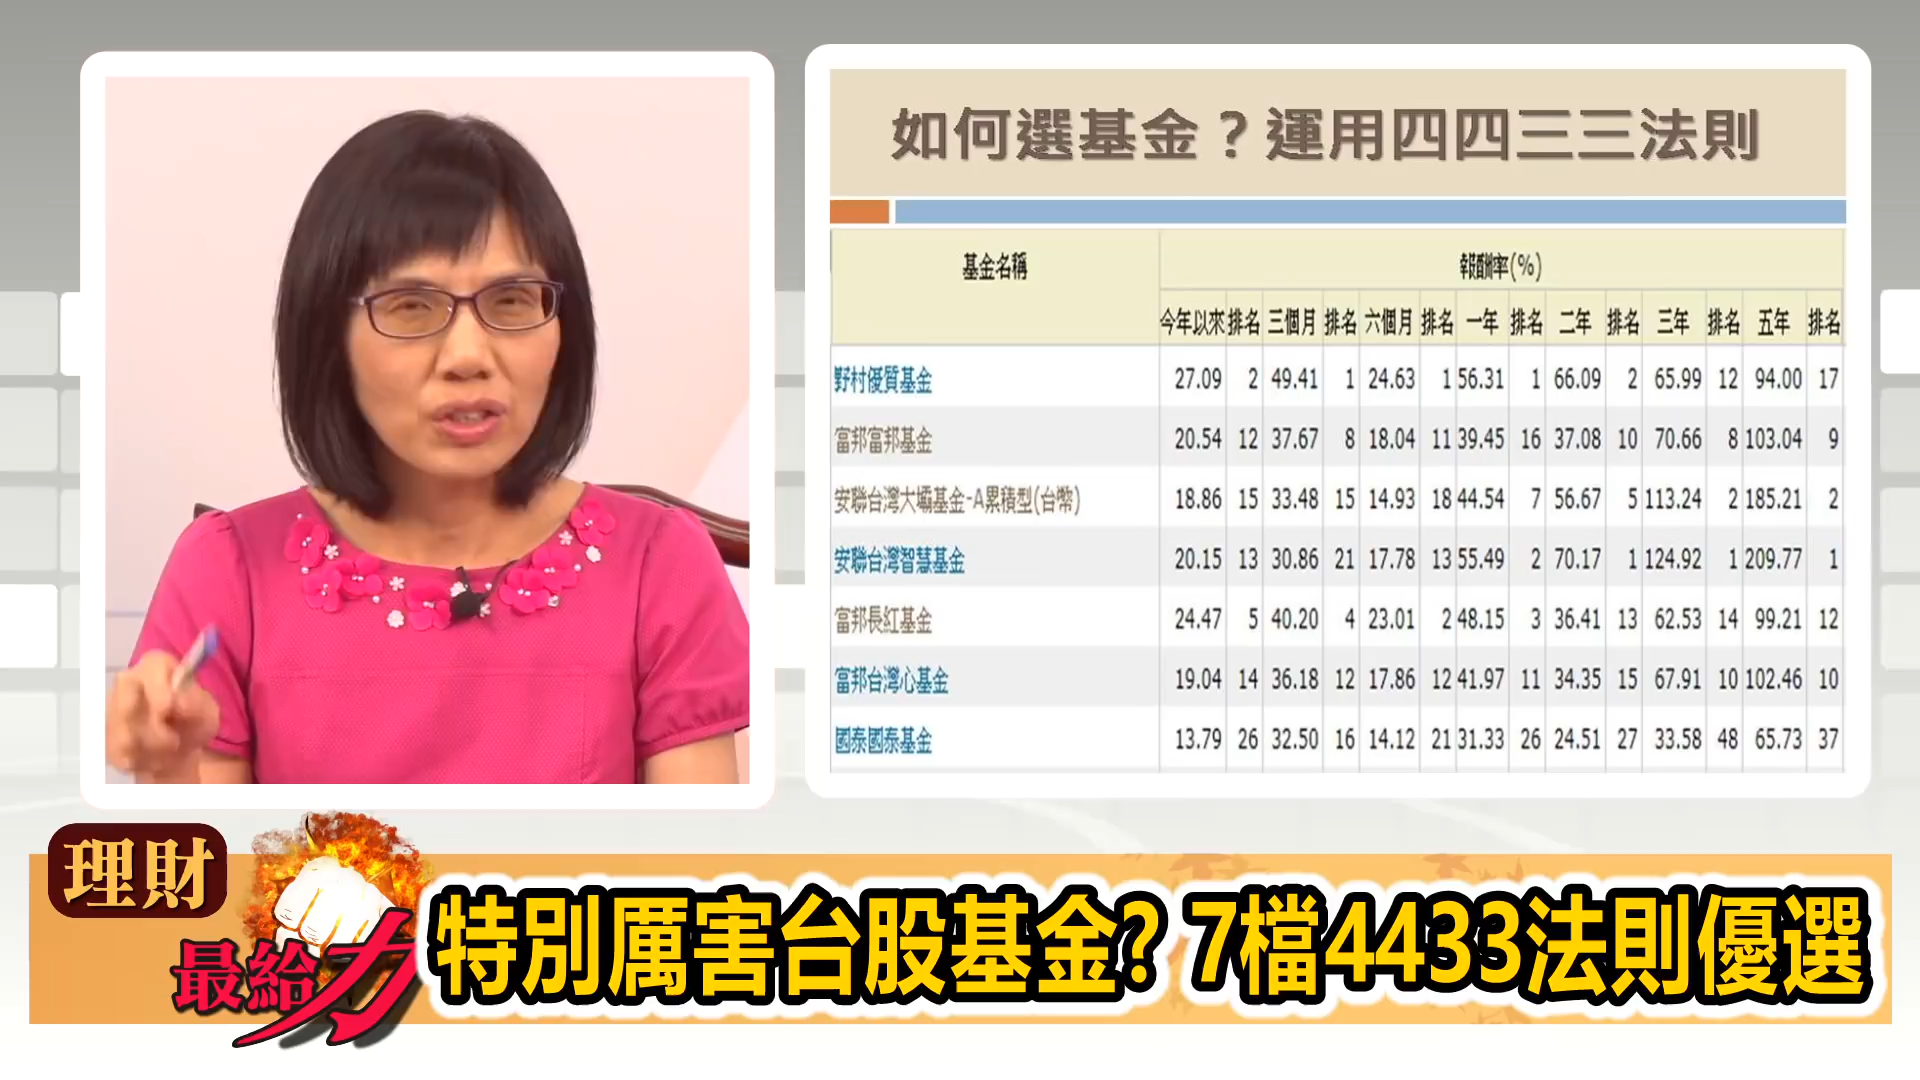 如何選基金？運用四四三三法則
基金名稱 報酬率(%)
今年以來 排名 三個月 排名 六個月 排名 一年 排名 二年 排名 三年 排名 五年 排名
野村優質基金 27.09 2 49.41 1 24.63 1 56.31 1 66.09 2 65.99 12 94.00 17
富邦富邦基金 20.54 12 37.67 8 18.04 11 39.45 16 37.08 10 70.66 8 103.04 9
安聯台灣大壩基金-A累積型(台幣) 18.86 15 33.48 15 14.93 18 44.54 7 56.67 5 113.24 2 185.21 2
安聯台灣智慧基金 20.15 13 30.86 21 17.78 13 55.49 2 70.17 1 124.92 1 209.77 1
富邦長紅基金 24.47 5 40.20 4 23.01 2 48.15 3 36.41 13 62.53 14 99.21 12
富邦台灣心基金 19.04 14 36.18 12 17.86 12 41.97 11 34.35 15 67.91 10 102.46 10
國泰國泰基金 13.79 26 32.50 16 14.12 21 31.33 26 24.51 27 33.58 48 65.73 37
理財
最給力
特別厲害台股基金? 7檔4433法則優選